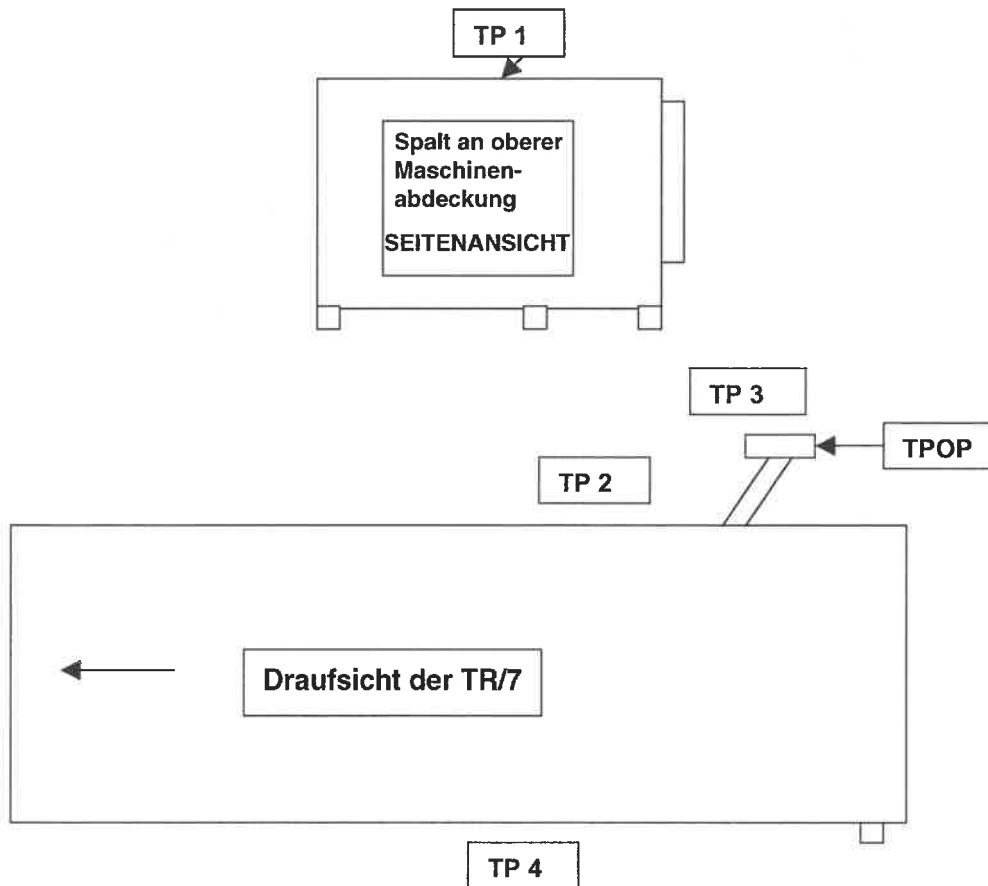 TP 1
Spalt an oberer
Maschinen-
abdeckung
SEITENANSICHT
TP 3
TPOP
TP 2
Draufsicht der TR/7
TP 4